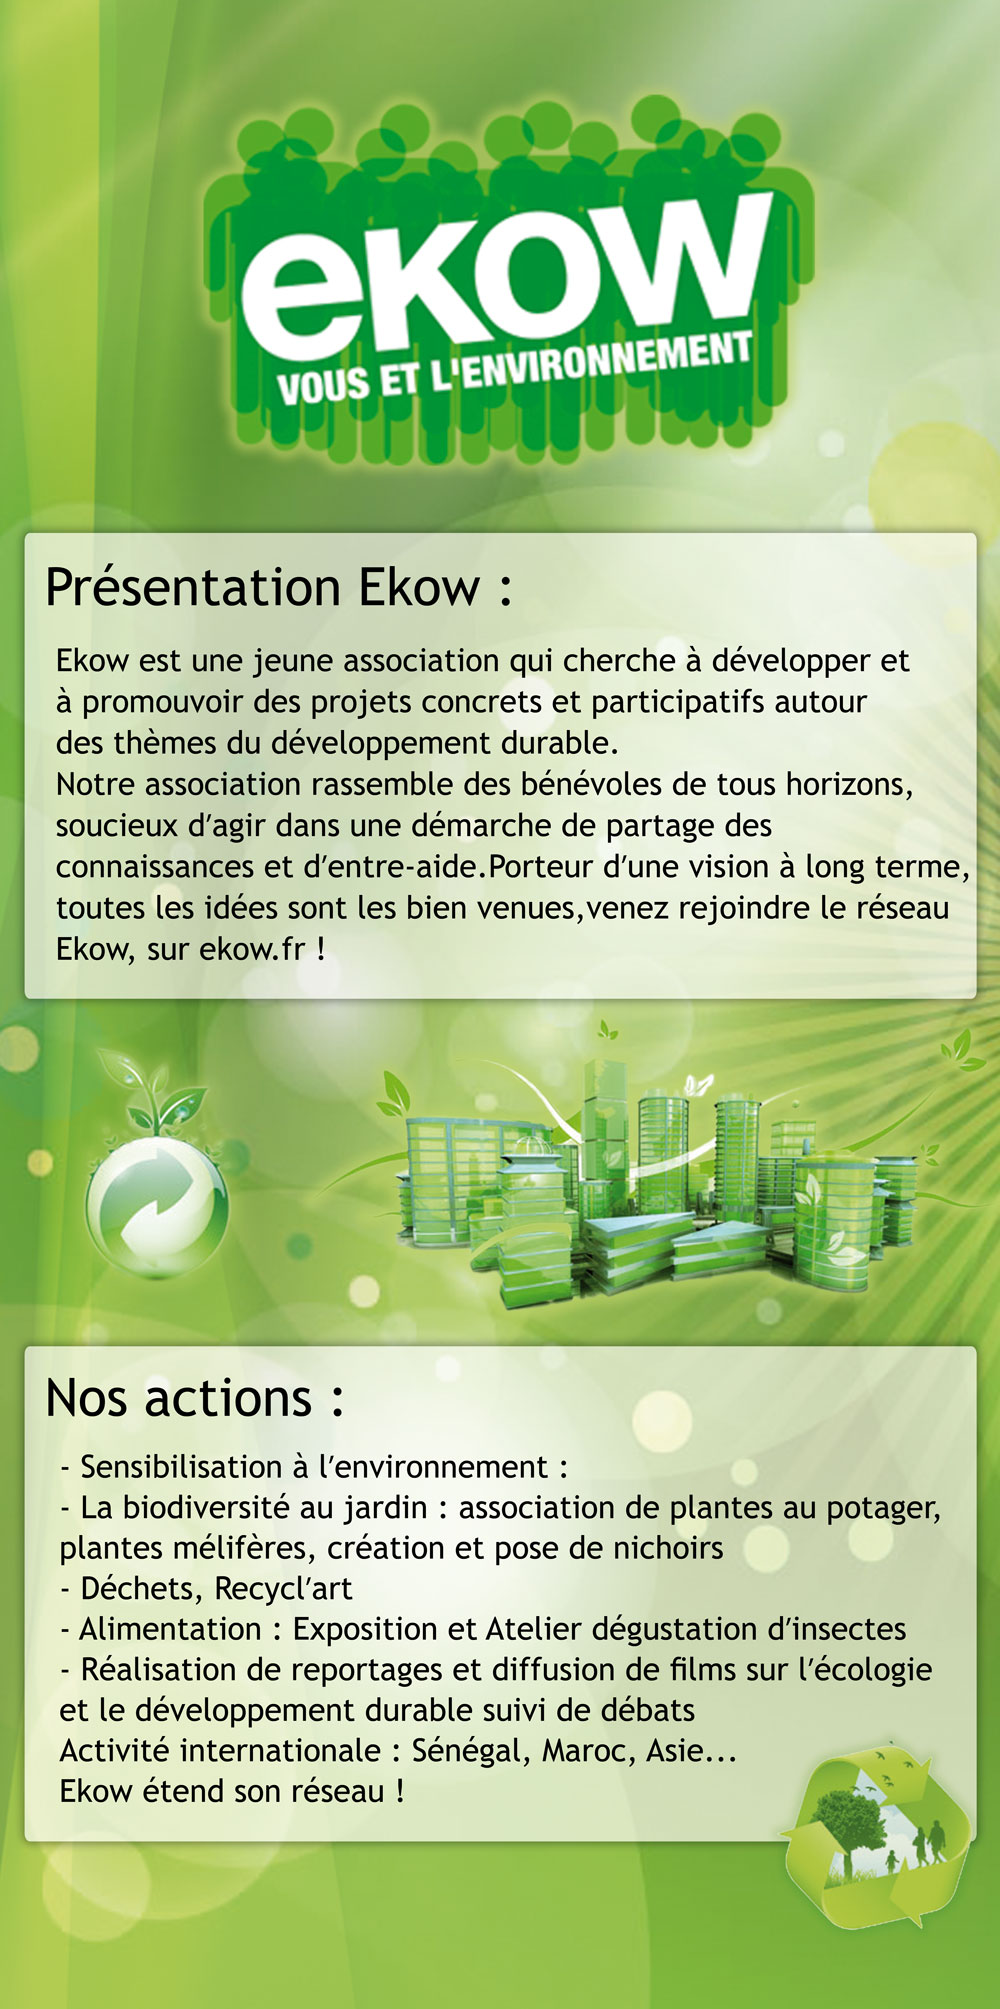 eKOW
VOUS ET L'ENVIRONNEMENT
Présentation Ekow :
Ekow est une jeune association qui cherche à développer et
à promouvoir des projets concrets et participatifs autour
des thèmes du développement durable.
Notre association rassemble des bénévoles de tous horizons,
soucieux d'agir dans une démarche de partage des
connaissances et d'entre-aide.Porteur d'une vision à long terme,
toutes les idées sont les bien venues,venez rejoindre le réseau
Ekow, sur ekow.fr !
Nos actions :
- Sensibilisation à l'environnement :
- La biodiversité au jardin : association de plantes au potager,
plantes mélifères, création et pose de nichoirs
- Déchets, Recycl'art
- Alimentation : Exposition et Atelier dégustation d'insectes
- Réalisation de reportages et diffusion de films sur l'écologie
et le développement durable suivi de débats
Activité internationale : Sénégal, Maroc, Asie...
Ekow étend son réseau !